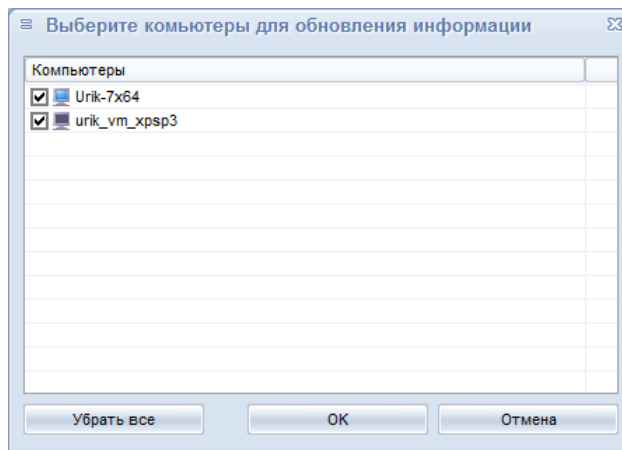 Выберите комьютеры для обновления информации
Компьютеры
Urik-7x64
urik_vm_xpsp3
Убрать все
OK
Отмена